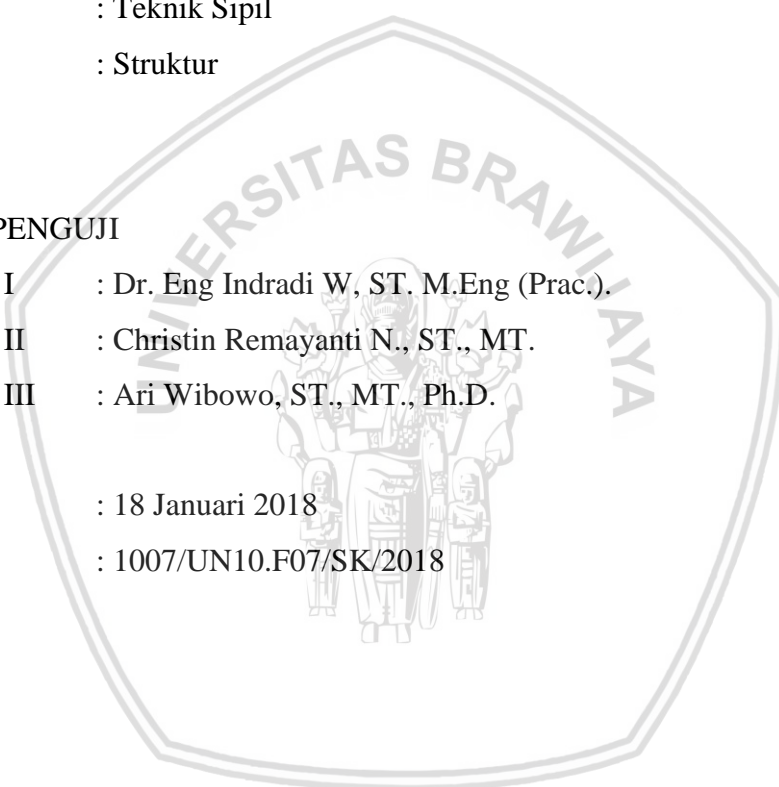 : Teknik Sipil
: Struktur
UNIVERSITAS BRAWIJAYA
PENGUJI
I : Dr. Eng Indradi W, ST. M.Eng (Prac.).
II : Christin Remayanti N., ST., MT.
III : Ari Wibowo, ST., MT., Ph.D.
: 18 Januari 2018
: 1007/UN10.F07/SK/2018